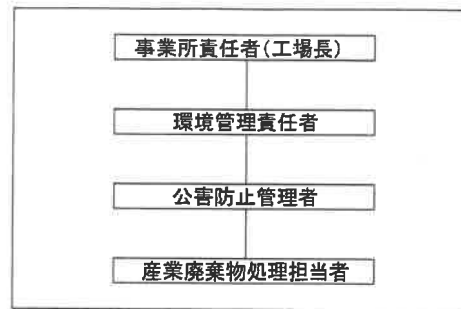 事業所責任者(工場長)
環境管理責任者
公害防止管理者
産業廃棄物処理担当者